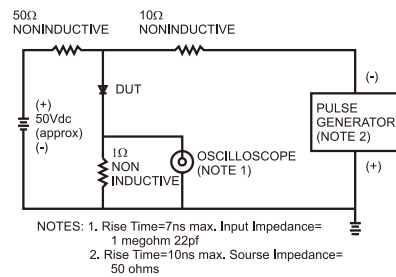 50Ω
NONINDUCTIVE
10Ω
NONINDUCTIVE
DUT
(+)
50Vdc
(approx)
(-)
1Ω
NON
INDUCTIVE
OSCILLOSCOPE
(NOTE 1)
(-)
PULSE
GENERATOR
(NOTE 2)
(+)
NOTES: 1. Rise Time=7ns max. Input Impedance=
1 megohm 22pf
2. Rise Time=10ns max. Sourse Impedance=
50 ohms